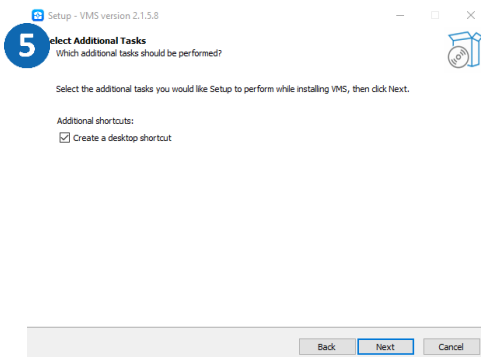 Setup - VMS version 2.1.5.8
5
elect Additional Tasks
Which additional tasks should be performed?
Select the additional tasks you would like Setup to perform while installing VMS, then click Next.
Additional shortcuts:
Create a desktop shortcut
Back Next Cancel